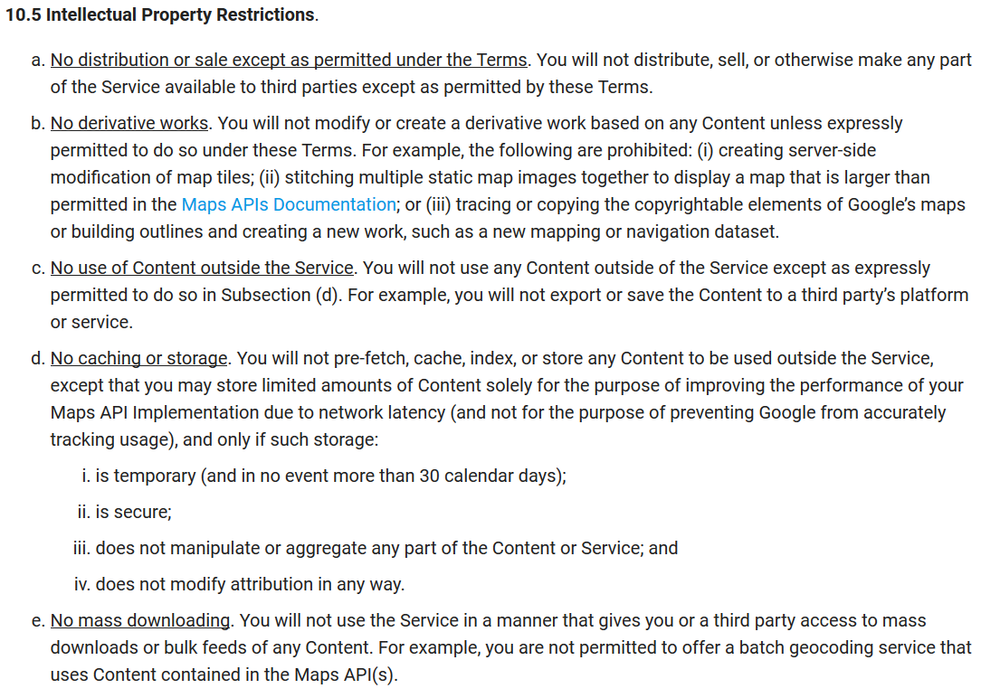 10.5 Intellectual Property Restrictions.
a. No distribution or sale except as permitted under the Terms. You will not distribute, sell, or otherwise make any part
of the Service available to third parties except as permitted by these Terms.
b. No derivative works. You will not modify or create a derivative work based on any Content unless expressly
permitted to do so under these Terms. For example, the following are prohibited: (i) creating server-side
modification of map tiles; (ii) stitching multiple static map images together to display a map that is larger than
permitted in the Maps APIs Documentation; or (iii) tracing or copying the copyrightable elements of Google’s maps
or building outlines and creating a new work, such as a new mapping or navigation dataset.
c. No use of Content outside the Service. You will not use any Content outside of the Service except as expressly
permitted to do so in Subsection (d). For example, you will not export or save the Content to a third party’s platform
or service.
d. No caching or storage. You will not pre-fetch, cache, index, or store any Content to be used outside the Service,
except that you may store limited amounts of Content solely for the purpose of improving the performance of your
Maps API Implementation due to network latency (and not for the purpose of preventing Google from accurately
tracking usage), and only if such storage:
i. is temporary (and in no event more than 30 calendar days);
ii. is secure;
iii. does not manipulate or aggregate any part of the Content or Service; and
iv. does not modify attribution in any way.
e. No mass downloading. You will not use the Service in a manner that gives you or a third party access to mass
downloads or bulk feeds of any Content. For example, you are not permitted to offer a batch geocoding service that
uses Content contained in the Maps API(s).